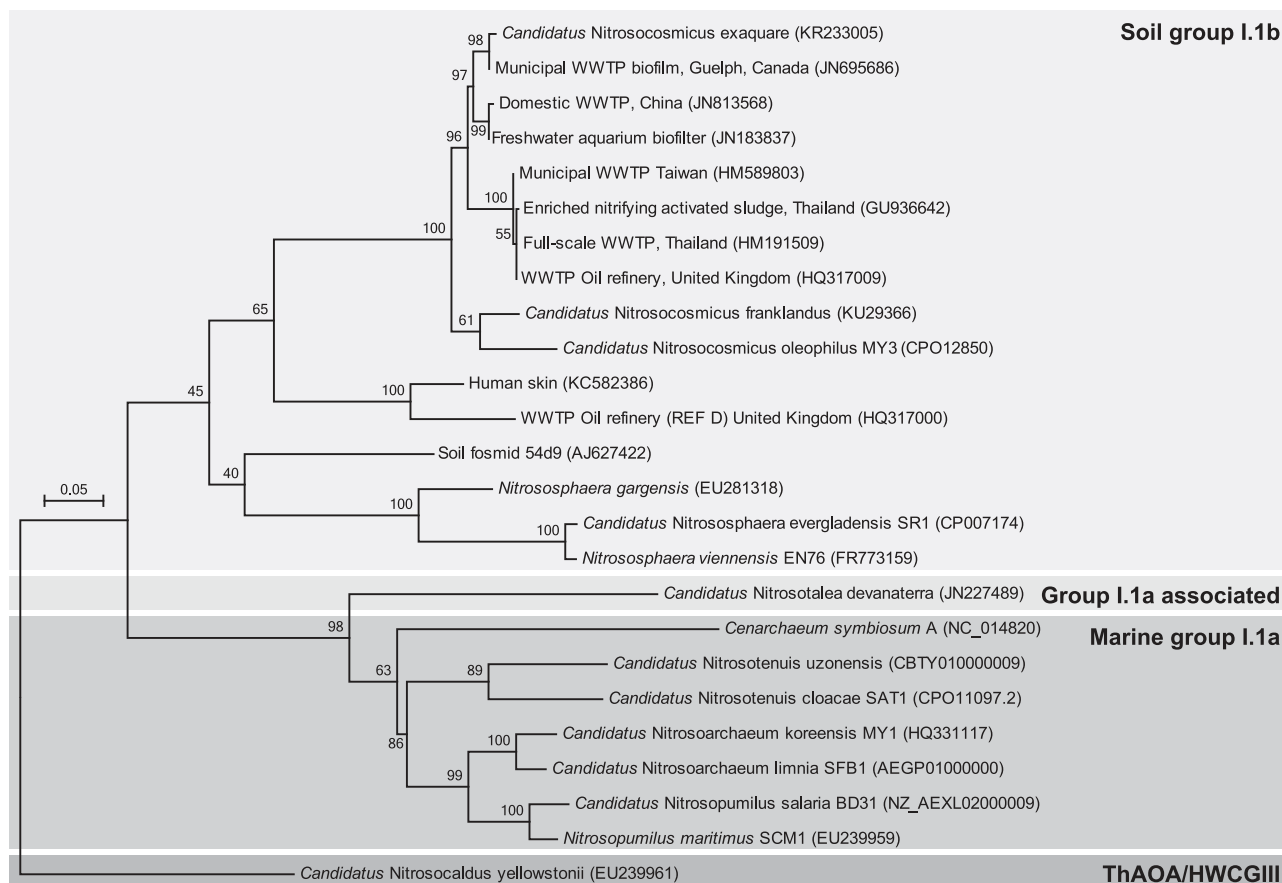 Soil group I.1b
98
Candidatus Nitrosocosmicus exaquare (KR233005)
Municipal WWTP biofilm, Guelph, Canada (JN695686)
97
Domestic WWTP, China (JN813568)
99
Freshwater aquarium biofilter (JN183837)
96
Municipal WWTP Taiwan (HM589803)
100
Enriched nitrifying activated sludge, Thailand (GU936642)
55
Full-scale WWTP, Thailand (HM191509)
WWTP Oil refinery, United Kingdom (HQ317009)
100
Candidatus Nitrosocosmicus franklandus (KU29366)
61
Candidatus Nitrosocosmicus oleophilus MY3 (CPO12850)
65
Human skin (KC582386)
100
WWTP Oil refinery (REF D) United Kingdom (HQ317000)
45
Soil fosmid 54d9 (AJ627422)
40
Nitrososphaera gargensis (EU281318)
100
Candidatus Nitrososphaera evergladensis SR1 (CP007174)
100
Nitrososphaera viennensis EN76 (FR773159)
0.05
Candidatus Nitrosotalea devanaterra (JN227489)
Group I.1a associated
98
Cenarchaeum symbiosum A (NC_014820)
Marine group I.1a
63
Candidatus Nitrosotenuis uzonensis (CBTY010000009)
89
Candidatus Nitrosotenuis cloacae SAT1 (CPO11097.2)
86
Candidatus Nitrosoarchaeum koreensis MY1 (HQ331117)
100
Candidatus Nitrosoarchaeum limnia SFB1 (AEGP01000000)
99
Candidatus Nitrosopumilus salaria BD31 (NZ_AEXL02000009)
100
Nitrosopumilus maritimus SCM1 (EU239959)
Candidatus Nitrosocaldus yellowstonii (EU239961)
ThAOA/HWCGIII